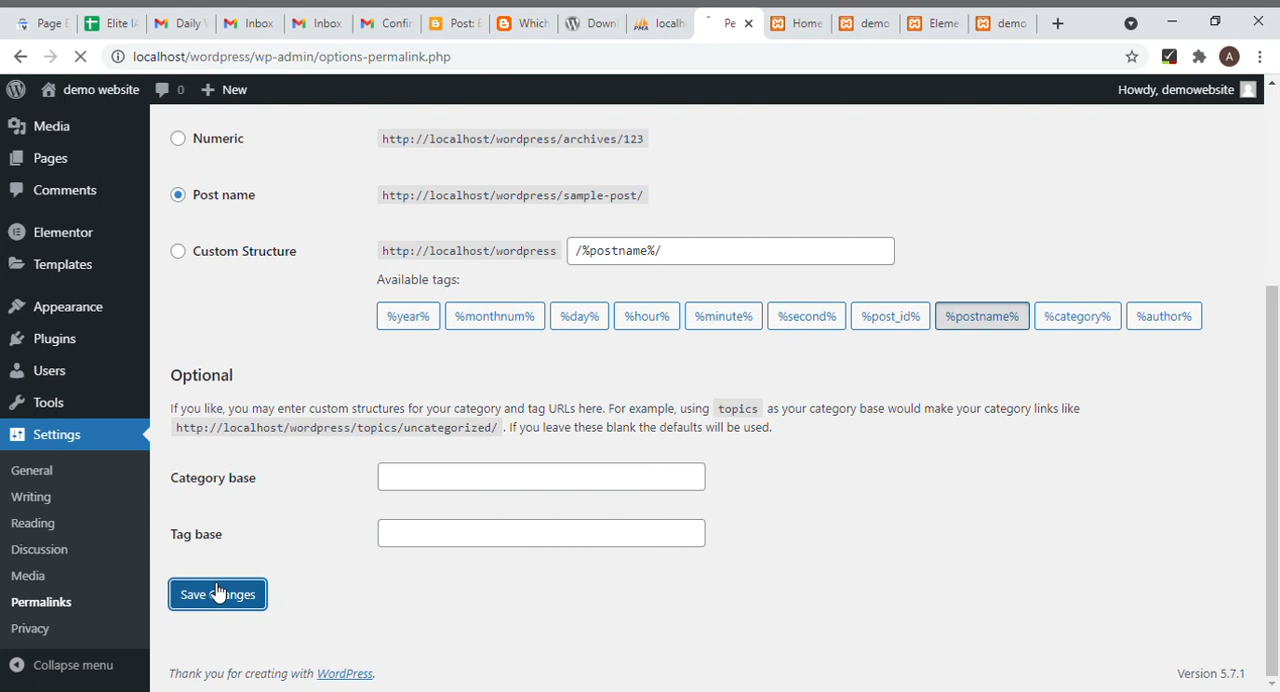 Page E
Elite IA
Daily
Inbox
Inbox
Confir
Post: E
Which
Down
localh
Pe
Home
demo
Eleme
demo
localhost/wordpress/wp-admin/options-permalink.php
A
demo website
0
+ New
Howdy, demowebsite
Media
Pages
Comments
Elementor
Templates
Appearance
Plugins
Users
Tools
Settings
General
Writing
Reading
Discussion
Media
Permalinks
Privacy
Collapse menu
Numeric http://localhost/wordpress/archives/123
Post name http://localhost/wordpress/sample-post/
Custom Structure http://localhost/wordpress /%postname%/
Available tags:
%year% %monthnum% %day% %hour% %minute% %second% %post_id% %postname% %category% %author%
Optional
If you like, you may enter custom structures for your category and tag URLs here. For example, using topics as your category base would make your category links like
http://localhost/wordpress/topics/uncategorized/ . If you leave these blank the defaults will be used.
Category base
Tag base
Save Changes
Thank you for creating with WordPress.
Version 5.7.1